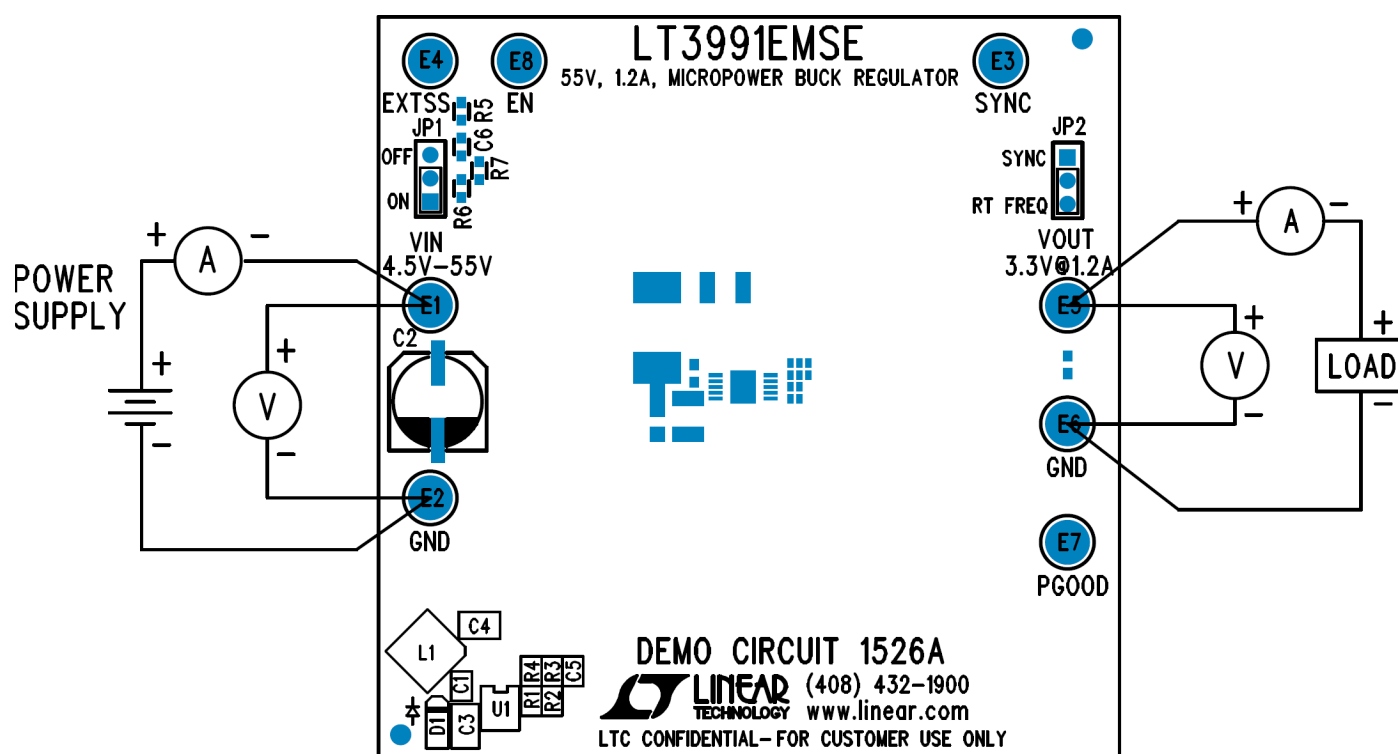 LT3991EMSE
55V, 1.2A, MICROPOWER BUCK REGULATOR
E4
E8
E3
EXTSS
EN
SYNC
R5
JP1
C6
JP2
OFF
R7
SYNC
ON
R6
RT FREQ
+ A -
+ A -
VIN
4.5V-55V
VOUT
3.3V@1.2A
POWER
SUPPLY
E1
E5
C2
+
+
+
+
V
V
LOAD
-
-
-
-
E6
GND
E2
GND
E7
PGOOD
C4
L1
DEMO CIRCUIT 1526A
C1
R4
R3
C5
LINEAR
TECHNOLOGY
(408) 432-1900
www.linear.com
D1
C3
U1
R1
R2
LTC CONFIDENTIAL-FOR CUSTOMER USE ONLY